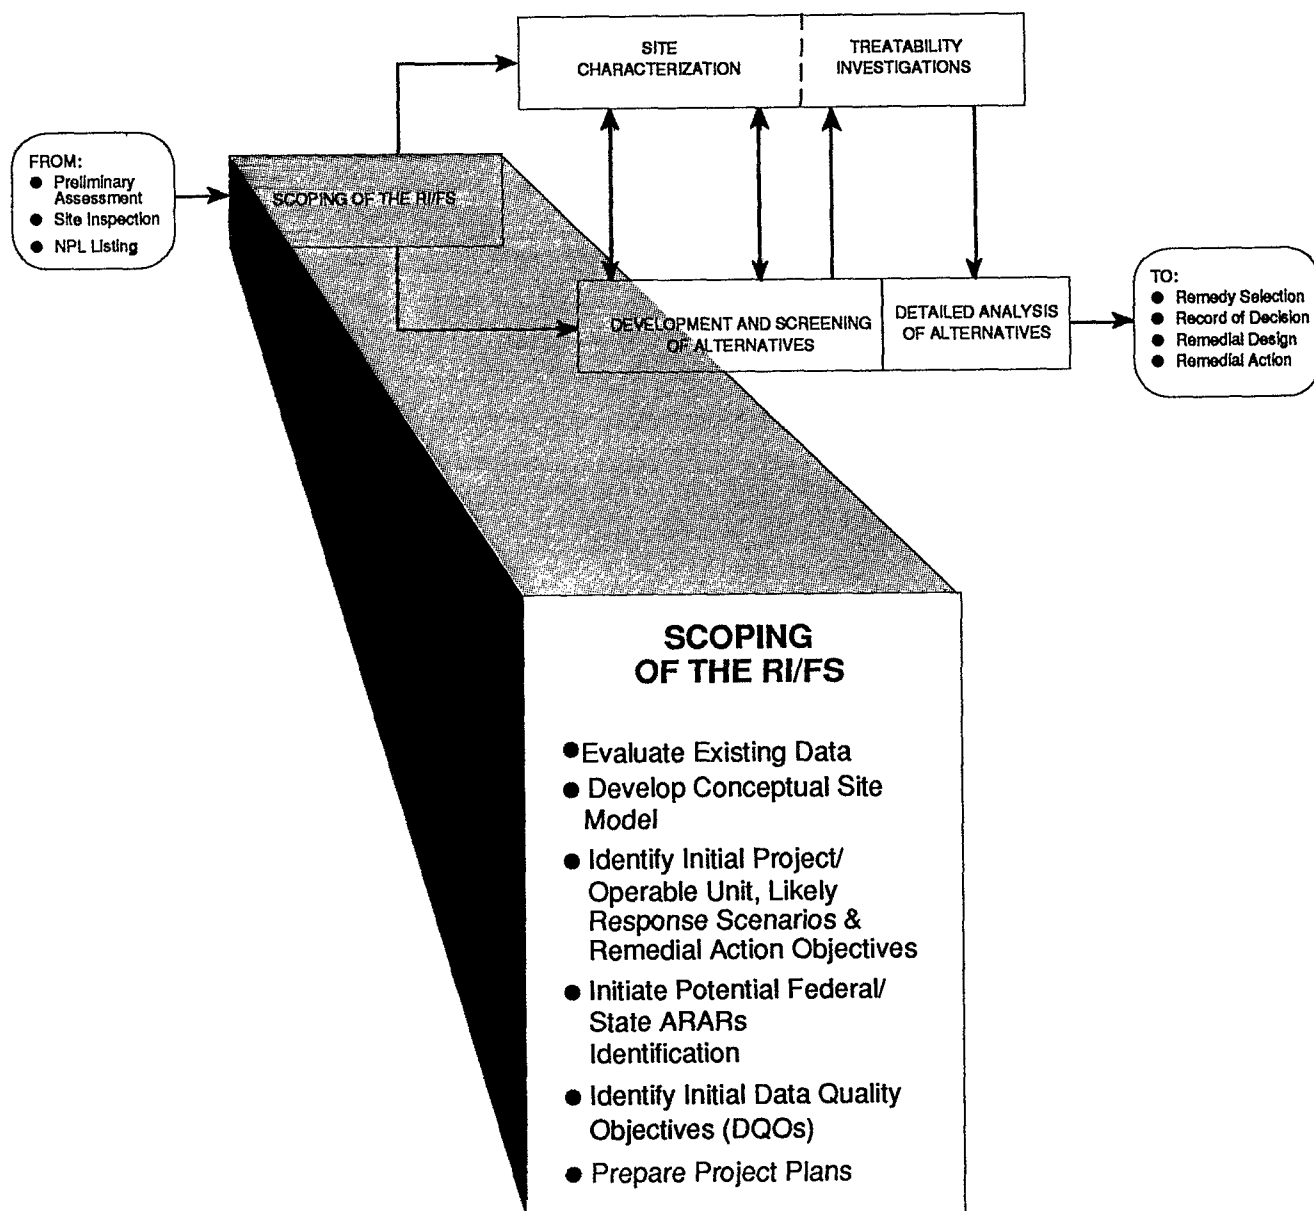 SITE
CHARACTERIZATION
TREATABILITY
INVESTIGATIONS
FROM:
● Preliminary
Assessment
● Site Inspection
● NPL Listing
SCOPING OF THE RI/FS
DEVELOPMENT AND SCREENING
OF ALTERNATIVES
DETAILED ANALYSIS
OF ALTERNATIVES
TO:
● Remedy Selection
● Record of Decision
● Remedial Design
● Remedial Action
SCOPING
OF THE RI/FS
● Evaluate Existing Data
● Develop Conceptual Site
Model
● Identify Initial Project/
Operable Unit, Likely
Response Scenarios &
Remedial Action Objectives
● Initiate Potential Federal/
State ARARs
Identification
● Identify Initial Data Quality
Objectives (DQOs)
● Prepare Project Plans